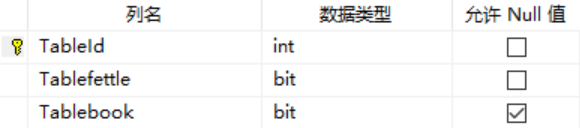 列名 数据类型 允许 Null 值
TableId int
Tablefettle bit
Tablebook bit